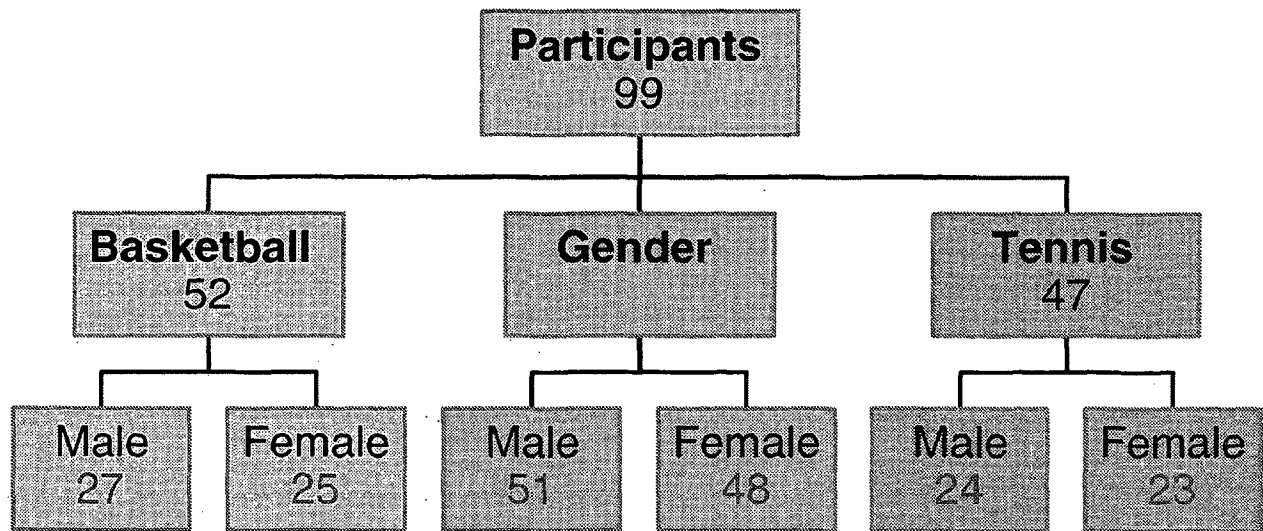 Participants
99
Basketball
52
Gender
Tennis
47
Male
27
Female
25
Male
51
Female
48
Male
24
Female
23